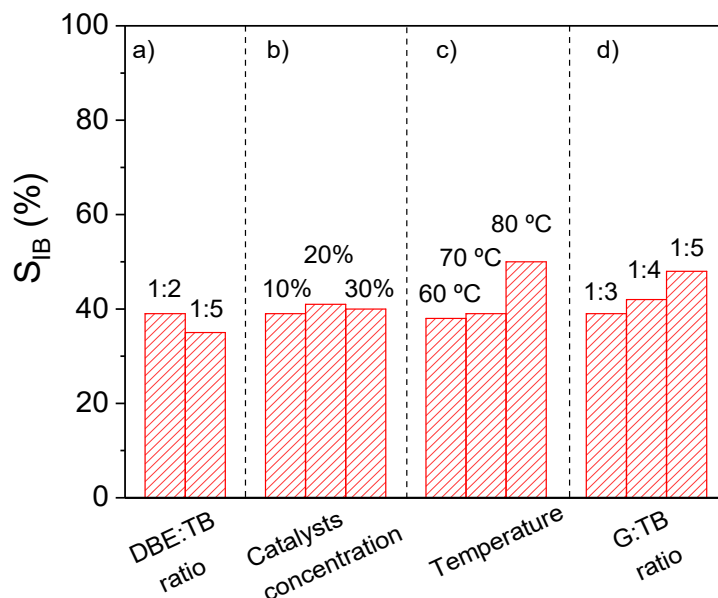 S_IB (%)
100
80
60
40
20
0
a)
b)
c)
d)
1:2
1:5
10%
20%
30%
60 ºC
70 ºC
80 ºC
1:3
1:4
1:5
DBE:TB
ratio
Catalysts
concentration
Temperature
G:TB
ratio